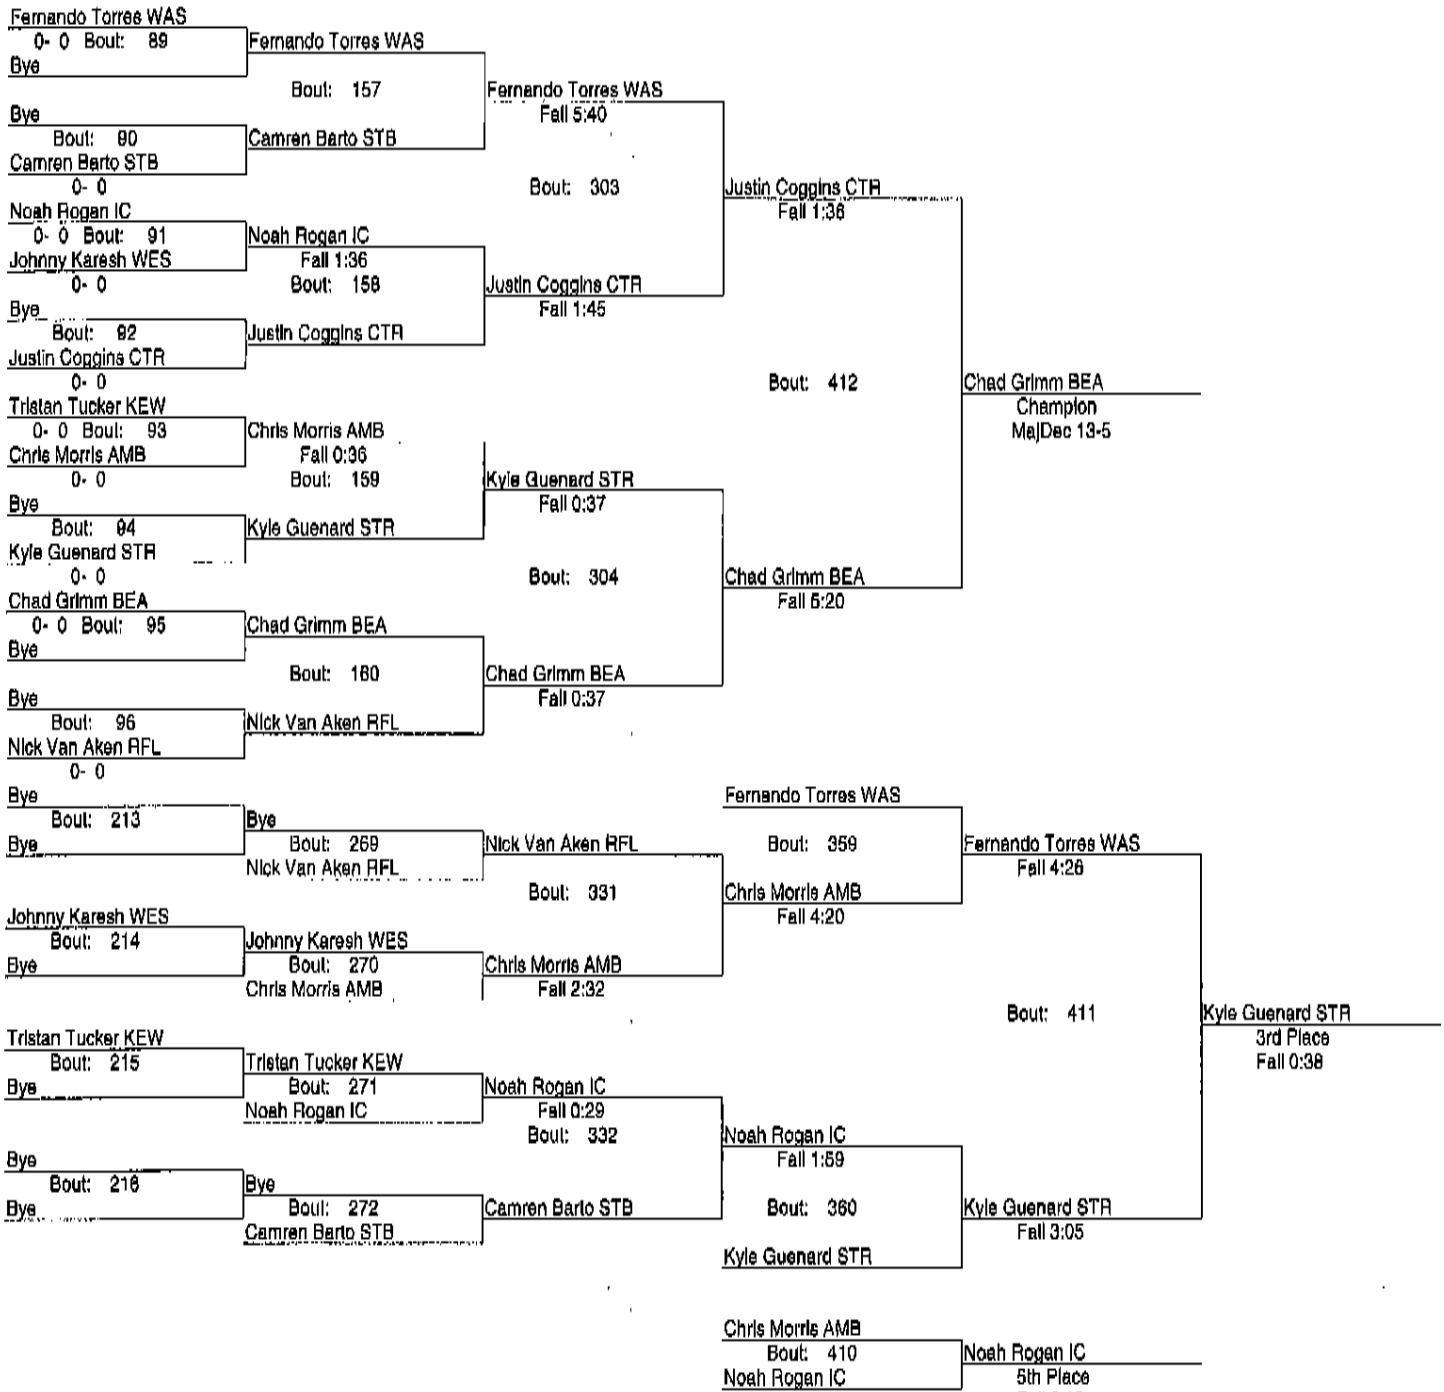 Fernando Torres WAS
0- 0 Bout: 89
Bye
Fernando Torres WAS
Bout: 157
Bye
Bout: 90
Camren Barto STB
0- 0
Camren Barto STB
Fernando Torres WAS
Fall 5:40
Bout: 303
Noah Rogan IC
0- 0 Bout: 91
Johnny Karesh WES
0- 0
Noah Rogan IC
Fall 1:36
Bout: 158
Bye
Bout: 92
Justin Coggins CTR
0- 0
Justin Coggins CTR
Justin Coggins CTR
Fall 1:45
Justin Coggins CTR
Fall 1:36
Bout: 412
Tristan Tucker KEW
0- 0 Bout: 93
Chris Morris AMB
0- 0
Chris Morris AMB
Fall 0:36
Bout: 159
Bye
Bout: 94
Kyle Guenard STR
0- 0
Kyle Guenard STR
Kyle Guenard STR
Fall 0:37
Bout: 304
Chad Grimm BEA
0- 0 Bout: 95
Bye
Chad Grimm BEA
Bout: 160
Bye
Bout: 96
Nick Van Aken RFL
0- 0
Nick Van Aken RFL
Chad Grimm BEA
Fall 0:37
Chad Grimm BEA
Fall 5:20
Chad Grimm BEA
Champion
MajDec 13-5
Bye
Bout: 213
Bye
Bye
Bout: 269
Nick Van Aken RFL
Nick Van Aken RFL
Bout: 331
Johnny Karesh WES
Bout: 214
Bye
Johnny Karesh WES
Bout: 270
Chris Morris AMB
Chris Morris AMB
Fall 2:32
Fernando Torres WAS
Bout: 359
Chris Morris AMB
Fall 4:20
Fernando Torres WAS
Fall 4:26
Bout: 411
Tristan Tucker KEW
Bout: 215
Bye
Tristan Tucker KEW
Bout: 271
Noah Rogan IC
Noah Rogan IC
Fall 0:29
Bout: 332
Bye
Bout: 216
Bye
Bye
Bout: 272
Camren Barto STB
Camren Barto STB
Noah Rogan IC
Fall 1:59
Bout: 360
Kyle Guenard STR
Kyle Guenard STR
Fall 3:05
Kyle Guenard STR
3rd Place
Fall 0:38
Chris Morris AMB
Bout: 410
Noah Rogan IC
Noah Rogan IC
5th Place